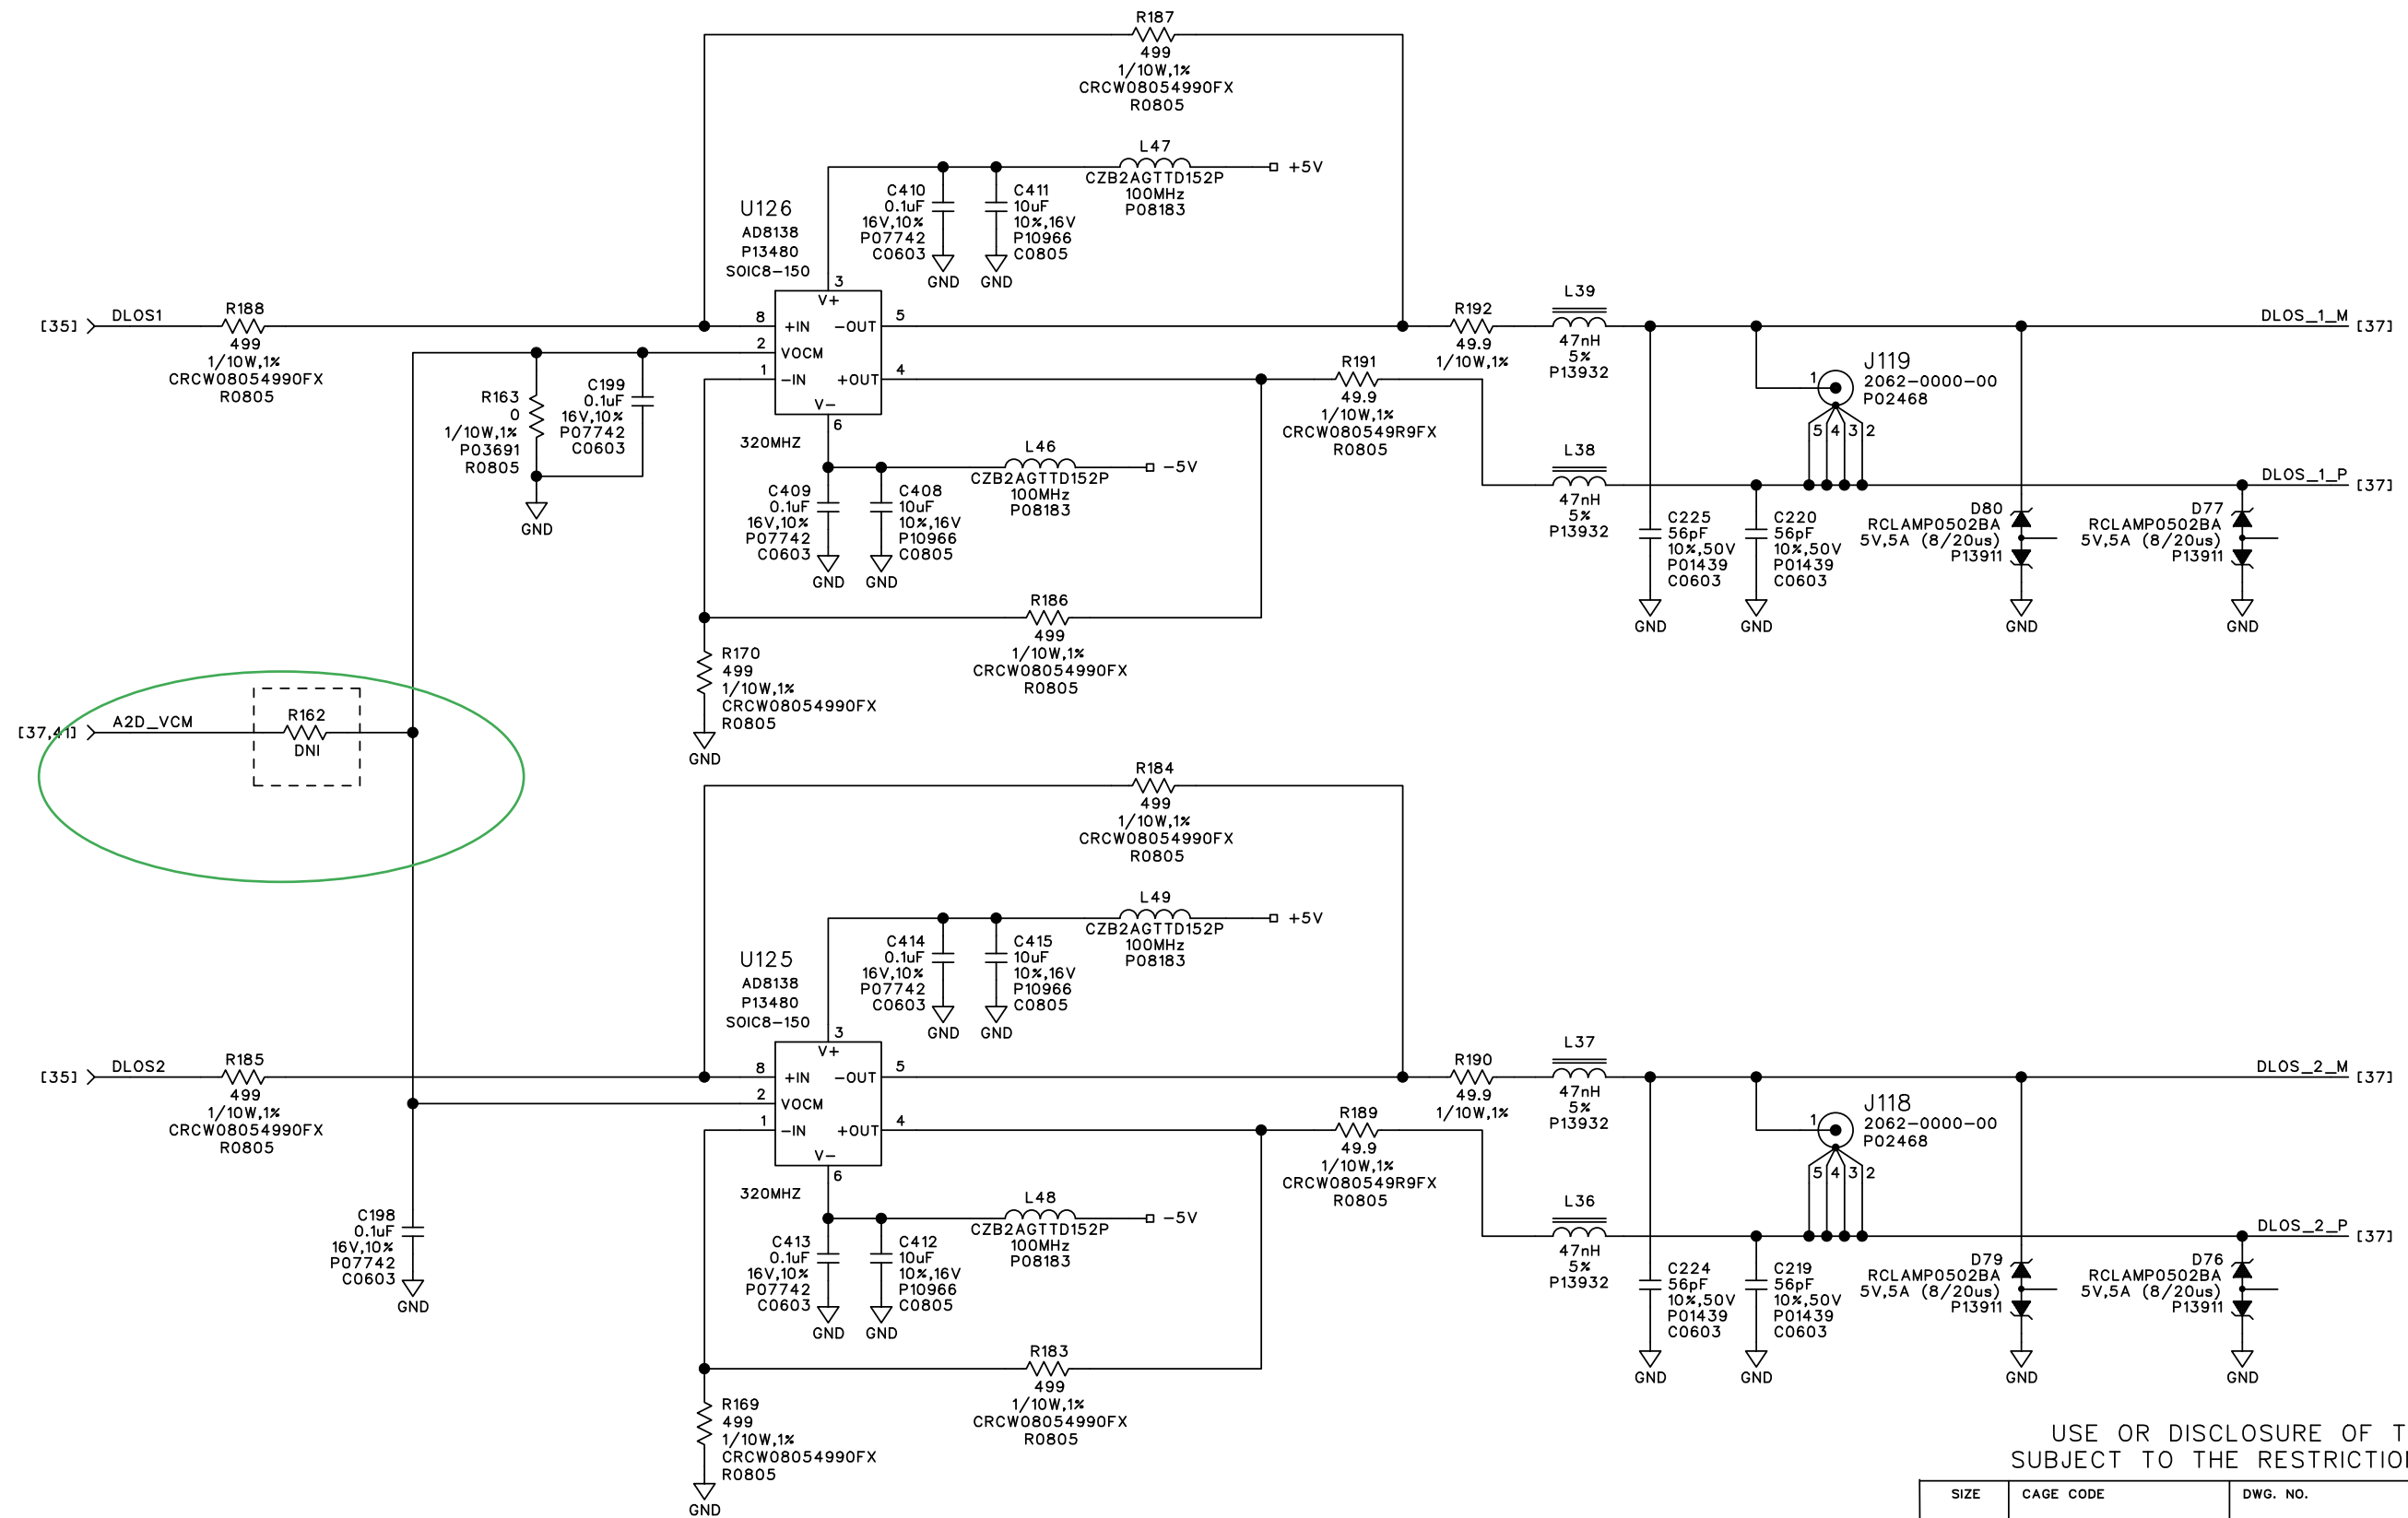 R187
499
1/10W,1%
CRCW08054990FX
R0805
L47
CZB2AGTTD152P
100MHz
P08183
+5V
C410
0.1uF
16V,10%
P07742
C0603
GND
C411
10uF
10%,16V
P10966
C0805
GND
U126
AD8138
P13480
SOIC8-150
3
V+
8 +IN -OUT 5
2 VOCM
1 -IN +OUT 4
V-
6
320MHZ
[35] DLOS1
R188
499
1/10W,1%
CRCW08054990FX
R0805
R163
0
1/10W,1%
P03691
R0805
C199
0.1uF
16V,10%
P07742
C0603
GND
L46
CZB2AGTTD152P
100MHz
P08183
-5V
C409
0.1uF
16V,10%
P07742
C0603
GND
C408
10uF
10%,16V
P10966
C0805
GND
R186
499
1/10W,1%
CRCW08054990FX
R0805
R170
499
1/10W,1%
CRCW08054990FX
R0805
GND
R192
49.9
1/10W,1%
R191
49.9
1/10W,1%
CRCW080549R9FX
R0805
L39
47nH
5%
P13932
L38
47nH
5%
P13932
J119
2062-0000-00
P02468
1
5 4 3 2
DLOS_1_M [37]
DLOS_1_P [37]
C225
56pF
10%,50V
P01439
C0603
GND
C220
56pF
10%,50V
P01439
C0603
GND
D80
RCLAMP0502BA
5V,5A (8/20us)
P13911
GND
D77
RCLAMP0502BA
5V,5A (8/20us)
P13911
GND
[37,41] A2D_VCM
R162
DNI
R184
499
1/10W,1%
CRCW08054990FX
R0805
L49
CZB2AGTTD152P
100MHz
P08183
+5V
C414
0.1uF
16V,10%
P07742
C0603
GND
C415
10uF
10%,16V
P10966
C0805
GND
U125
AD8138
P13480
SOIC8-150
3
V+
8 +IN -OUT 5
2 VOCM
1 -IN +OUT 4
V-
6
320MHZ
[35] DLOS2
R185
499
1/10W,1%
CRCW08054990FX
R0805
C198
0.1uF
16V,10%
P07742
C0603
GND
L48
CZB2AGTTD152P
100MHz
P08183
-5V
C413
0.1uF
16V,10%
P07742
C0603
GND
C412
10uF
10%,16V
P10966
C0805
GND
R183
499
1/10W,1%
CRCW08054990FX
R0805
R169
499
1/10W,1%
CRCW08054990FX
R0805
GND
R190
49.9
1/10W,1%
R189
49.9
1/10W,1%
CRCW080549R9FX
R0805
L37
47nH
5%
P13932
L36
47nH
5%
P13932
J118
2062-0000-00
P02468
1
5 4 3 2
DLOS_2_M [37]
DLOS_2_P [37]
C224
56pF
10%,50V
P01439
C0603
GND
C219
56pF
10%,50V
P01439
C0603
GND
D79
RCLAMP0502BA
5V,5A (8/20us)
P13911
GND
D76
RCLAMP0502BA
5V,5A (8/20us)
P13911
GND
USE OR DISCLOSURE OF T
SUBJECT TO THE RESTRICTIO
SIZE CAGE CODE DWG. NO.